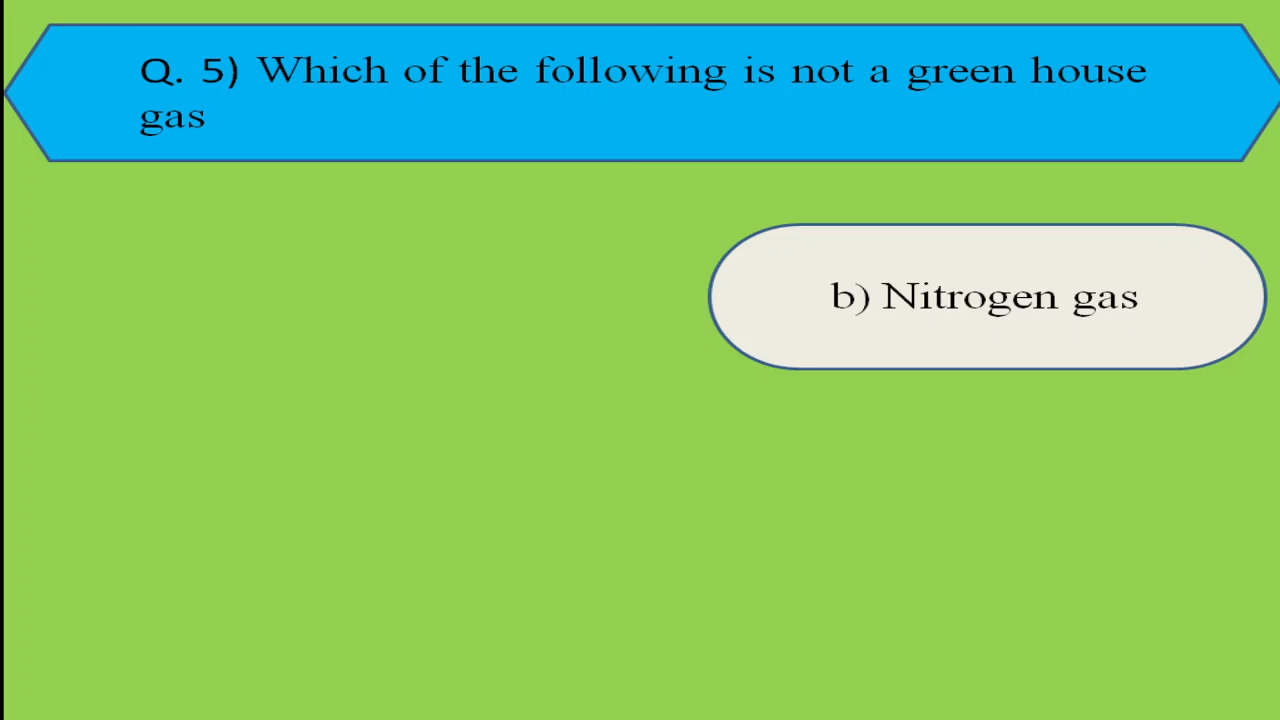 Q. 5) Which of the following is not a green house
gas
b) Nitrogen gas